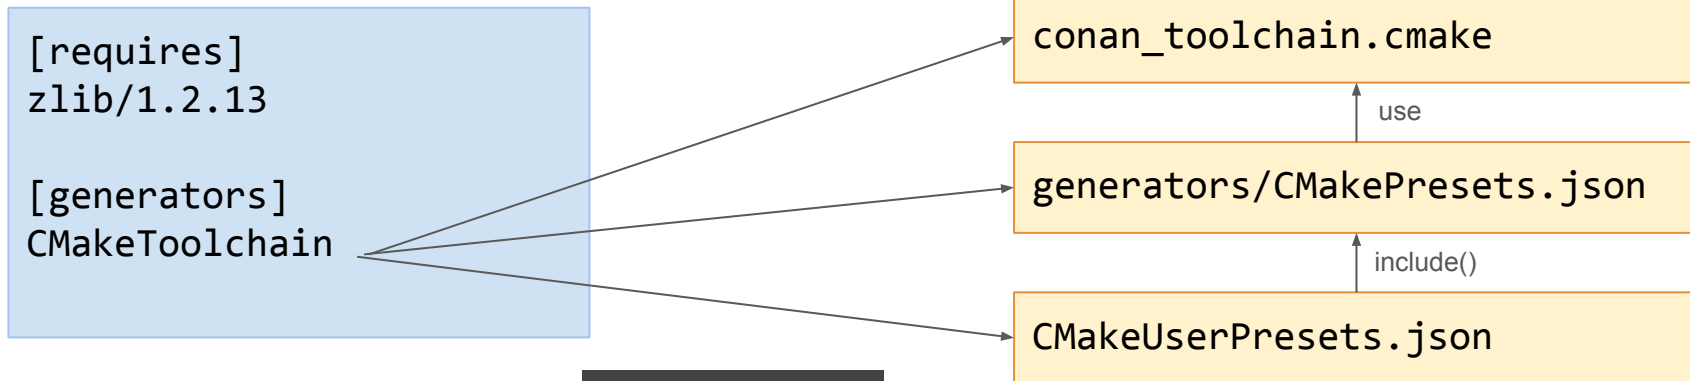 [requires]
zlib/1.2.13
[generators]
CMakeToolchain
conan_toolchain.cmake
use
generators/CMakePresets.json
include()
CMakeUserPresets.json